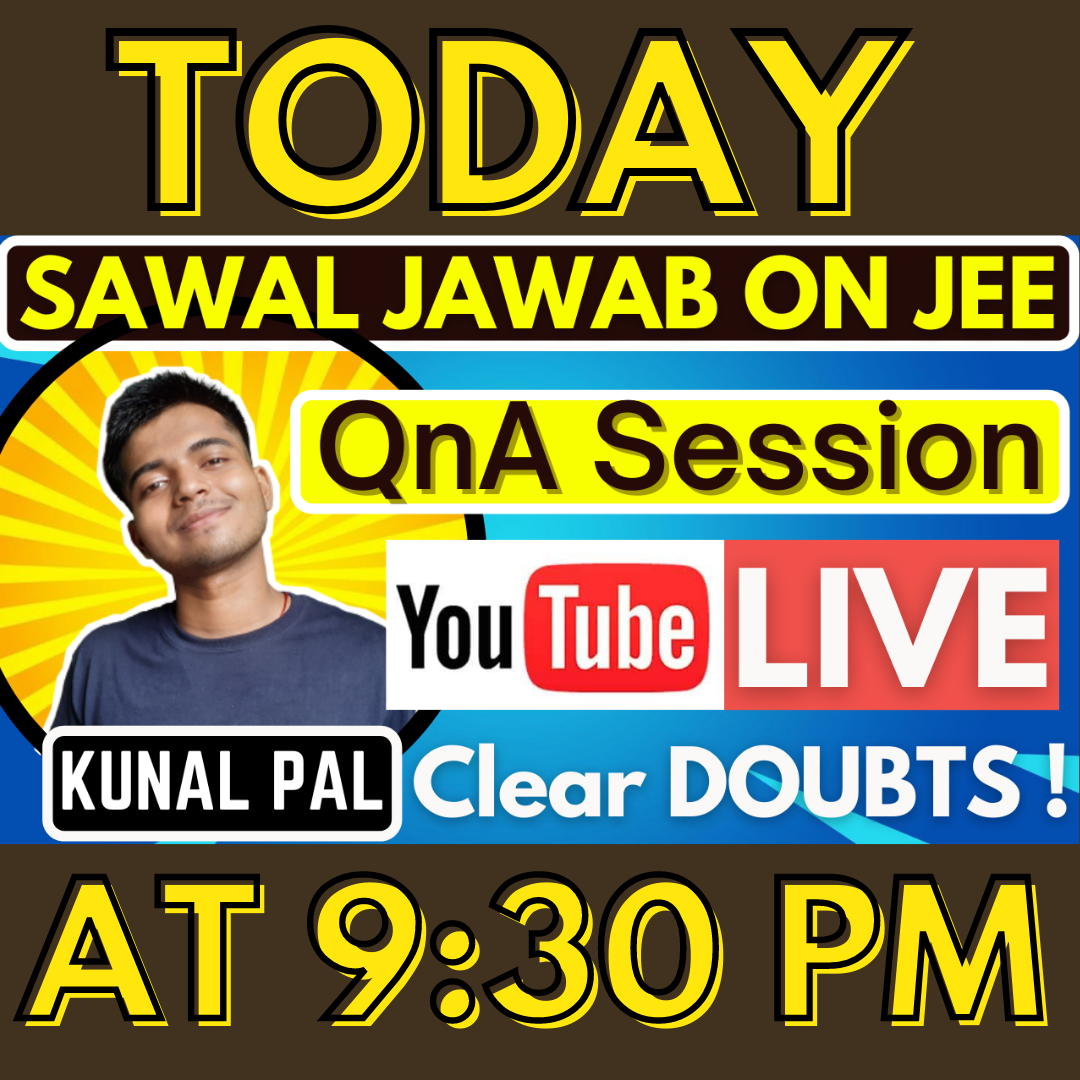 TODAY
SAWAL JAWAB ON JEE
QnA Session
YouTube LIVE
KUNAL PAL
Clear DOUBTS !
AT 9:30 PM